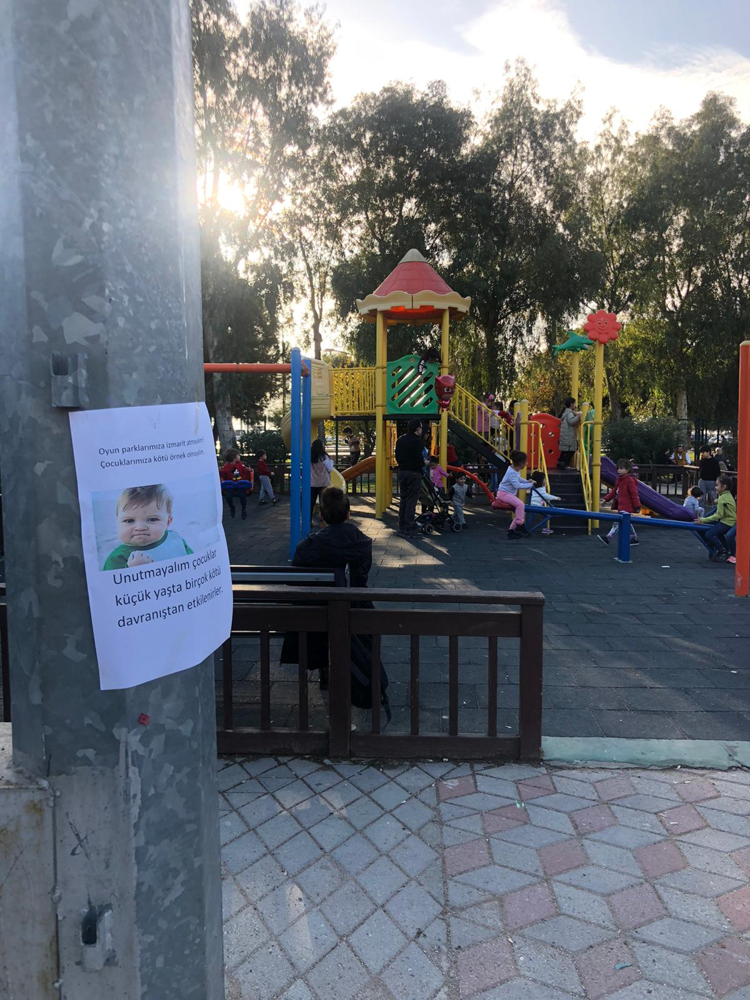 Oyun parklarımıza izmarit atmayalım!
Çocuklarımıza kötü örnek olmayalım.
Unutmayalım çocuklar
küçük yaşta birçok kötü
davranıştan etkilenirler.